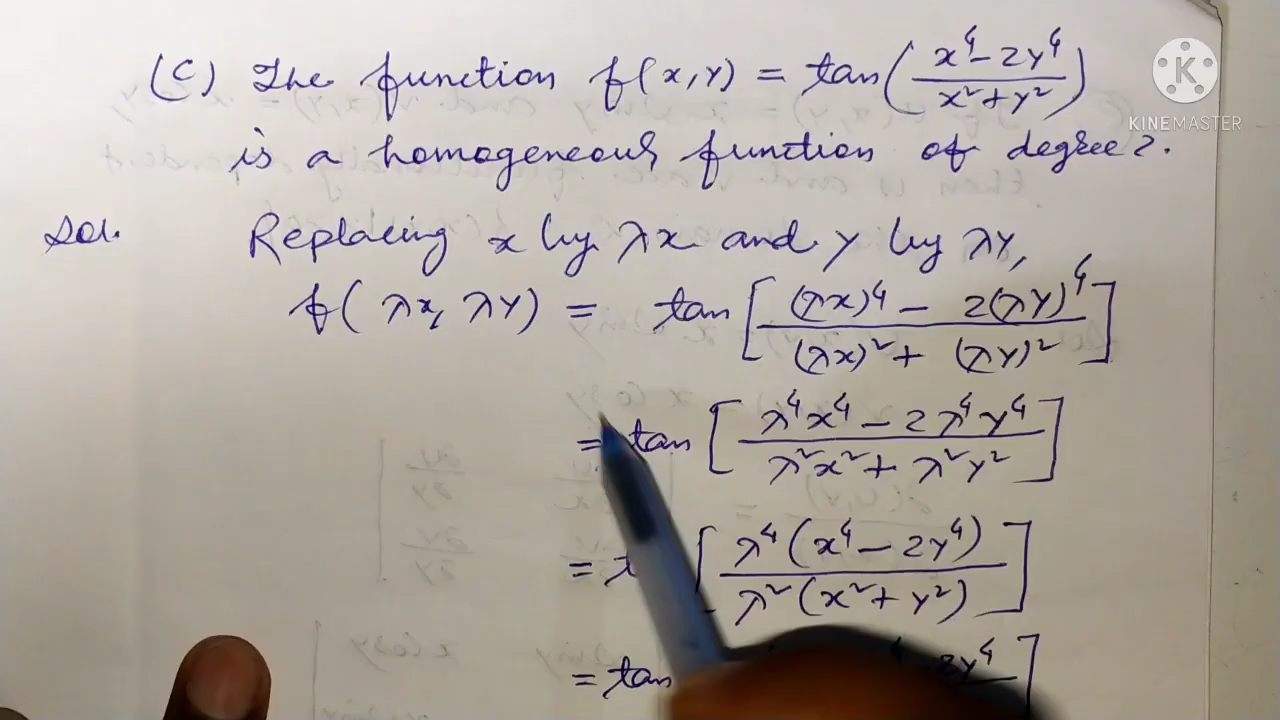 (C) The function f(x,y) = tan(x⁴-2y⁴/x²+y²)
is a homogeneous function of degree 2.
Sol. Replacing x by λx and y by λy,
f(λx, λy) = tan[(λx)⁴ - 2(λy)⁴/(λx)² + (λy)²]
= tan[λ⁴x⁴ - 2λ⁴y⁴/λ²x² + λ²y²]
= [λ⁴(x⁴ - 2y⁴)/λ²(x² + y²)]
= tan 2y⁴]
KINEMASTER